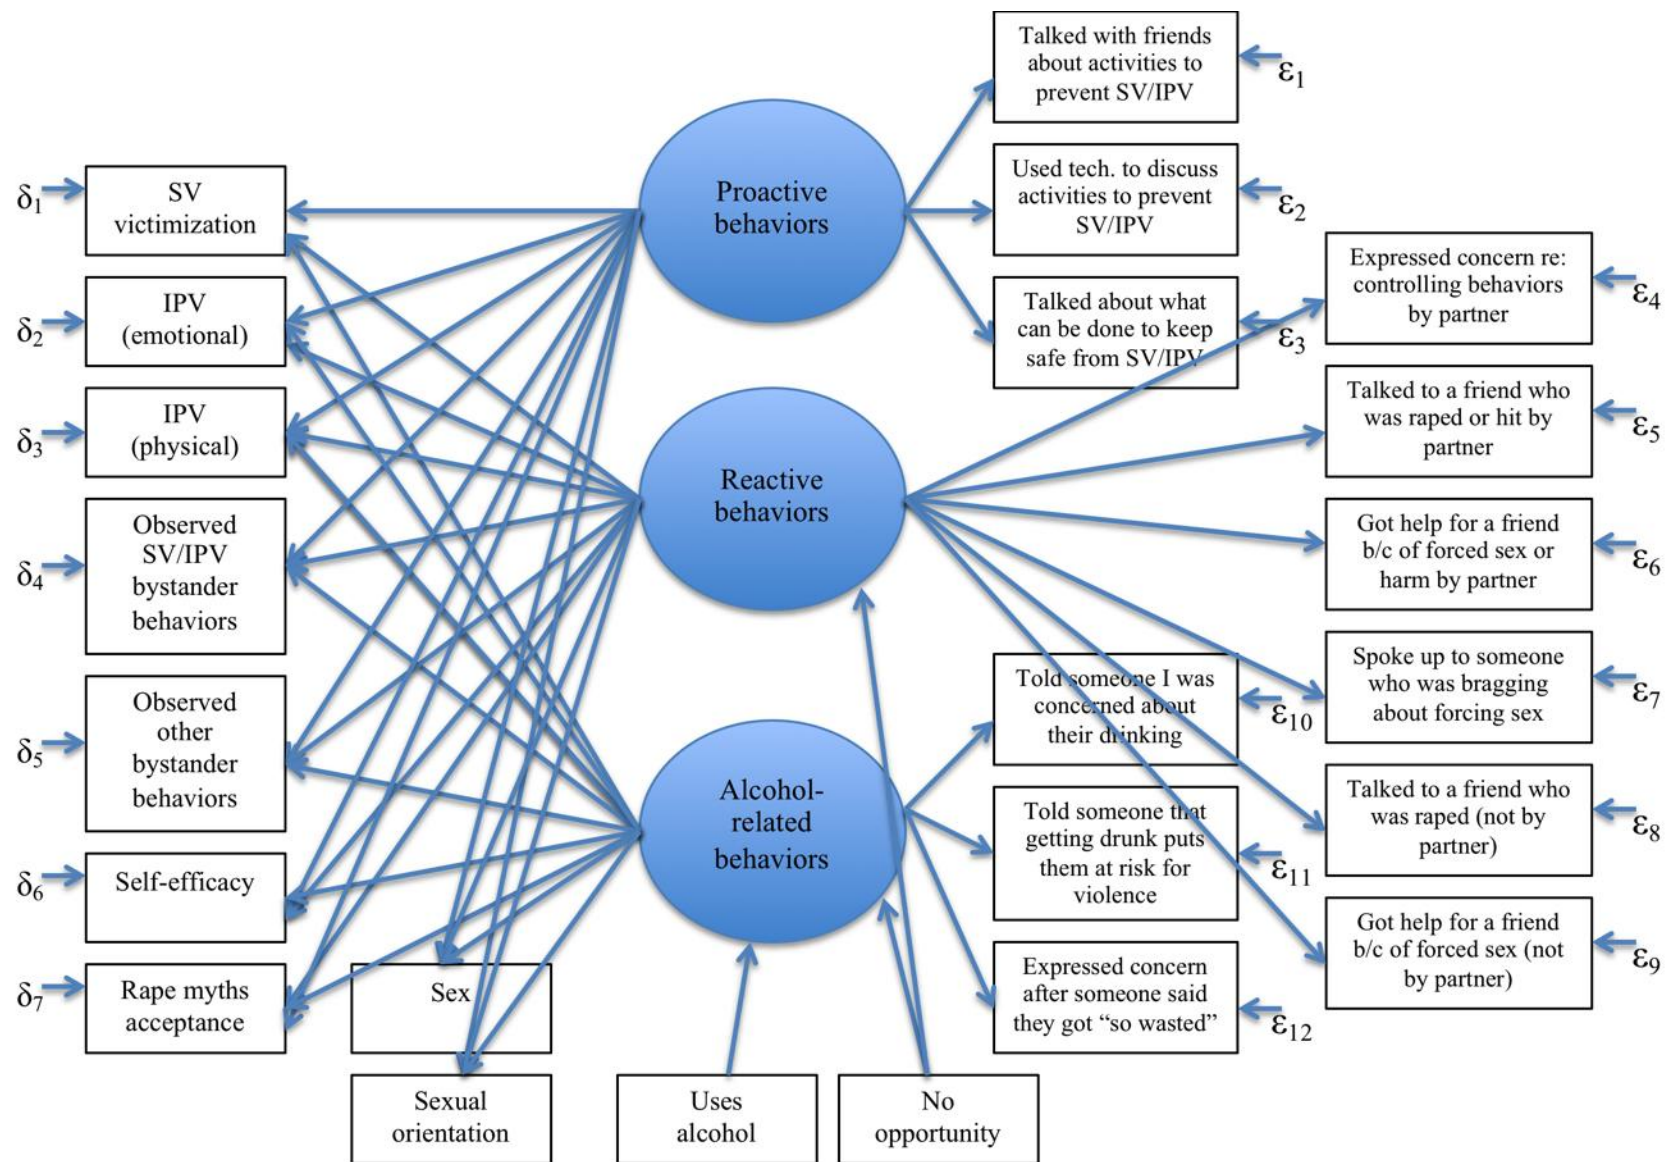 Talked with friends
about activities to
prevent SV/IPV
ε1
Used tech. to discuss
activities to prevent
SV/IPV
ε2
Talked about what
can be done to keep
safe from SV/IPV
ε3
Proactive
behaviors
δ1
SV
victimization
δ2
IPV
(emotional)
δ3
IPV
(physical)
δ4
Observed
SV/IPV
bystander
behaviors
δ5
Observed
other
bystander
behaviors
δ6
Self-efficacy
δ7
Rape myths
acceptance
Reactive
behaviors
Expressed concern re:
controlling behaviors
by partner
ε4
Talked to a friend who
was raped or hit by
partner
ε5
Got help for a friend
b/c of forced sex or
harm by partner
ε6
Spoke up to someone
who was bragging
about forcing sex
ε7
Talked to a friend who
was raped (not by
partner)
ε8
Got help for a friend
b/c of forced sex (not
by partner)
ε9
Alcohol-
related
behaviors
Told someone I was
concerned about
their drinking
ε10
Told someone that
getting drunk puts
them at risk for
violence
ε11
Expressed concern
after someone said
they got “so wasted”
ε12
Sex
Sexual
orientation
Uses
alcohol
No
opportunity